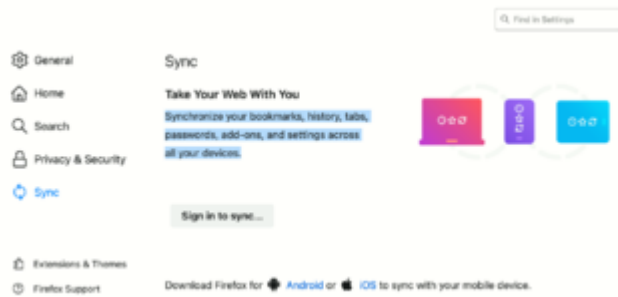 Find in Settings
General
Home
Search
Privacy & Security
Sync
Extensions & Themes
Firefox Support
Sync
Take Your Web With You
Synchronize your bookmarks, history, tabs,
passwords, add-ons, and settings across
all your devices.
Sign in to sync...
Download Firefox for Android or iOS to sync with your mobile device.